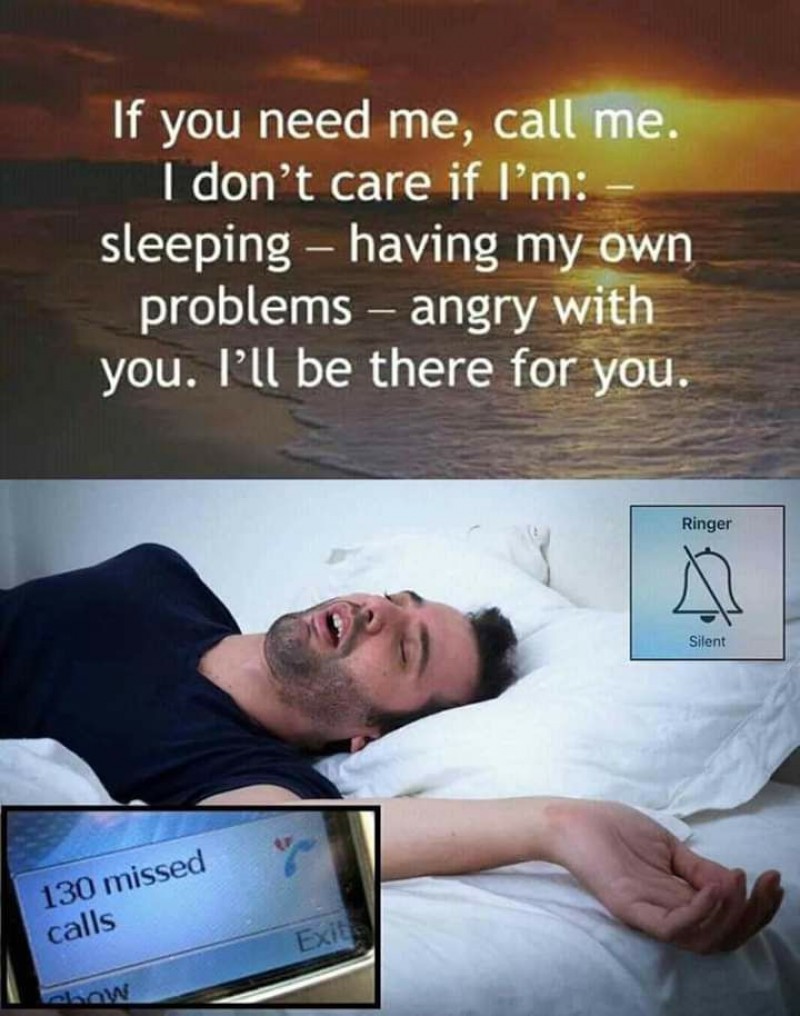 If you need me, call me.
I don't care if I'm: –
sleeping – having my own
problems – angry with
you. I'll be there for you.
Ringer
Silent
130 missed
calls
Exit
Show